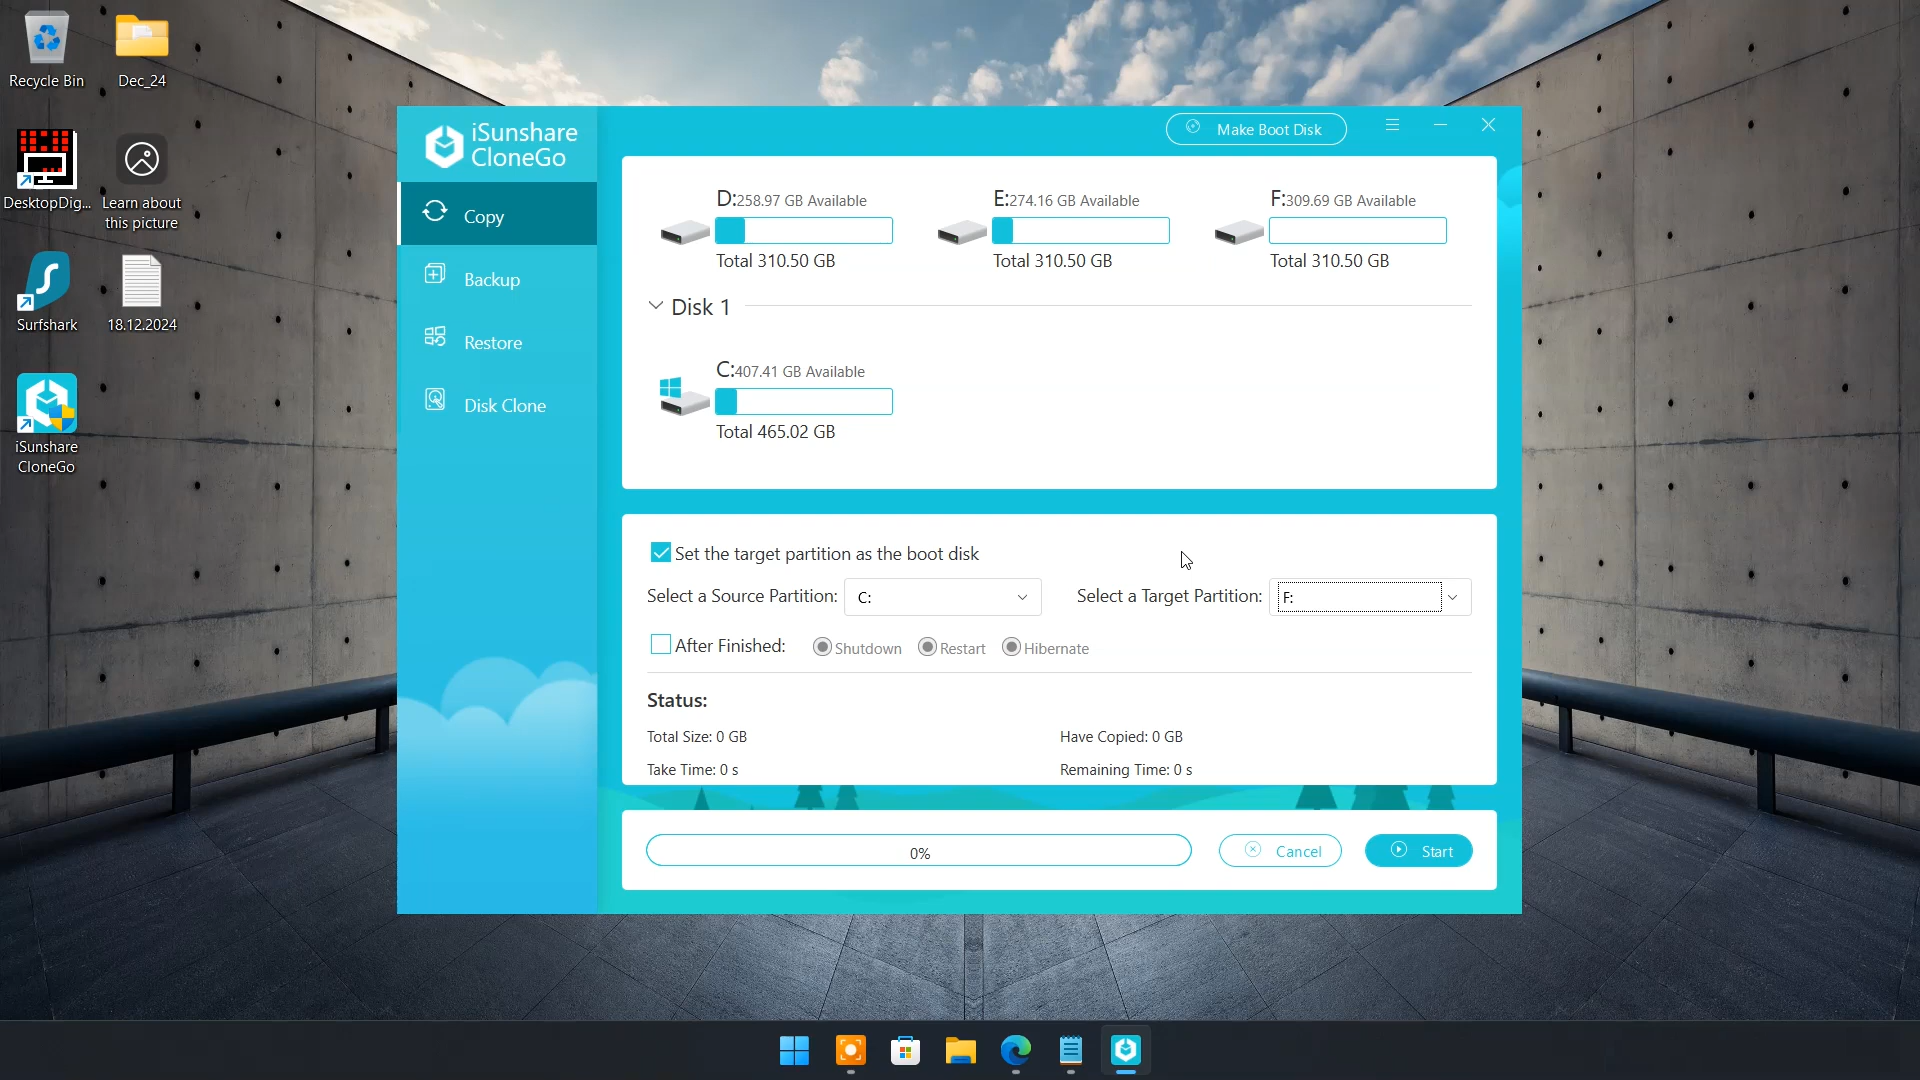 Recycle Bin
Dec_24
DesktopDig...
Learn about
this picture
Surfshark
18.12.2024
iSunshare
CloneGo
iSunshare
CloneGo
Make Boot Disk
Copy
Backup
Restore
Disk Clone
D:258.97 GB Available
Total 310.50 GB
E:274.16 GB Available
Total 310.50 GB
F:309.69 GB Available
Total 310.50 GB
Disk 1
C:407.41 GB Available
Total 465.02 GB
Set the target partition as the boot disk
Select a Source Partition: C:
Select a Target Partition: F:
After Finished: Shutdown Restart Hibernate
Status:
Total Size: 0 GB
Have Copied: 0 GB
Take Time: 0 s
Remaining Time: 0 s
0%
Cancel
Start